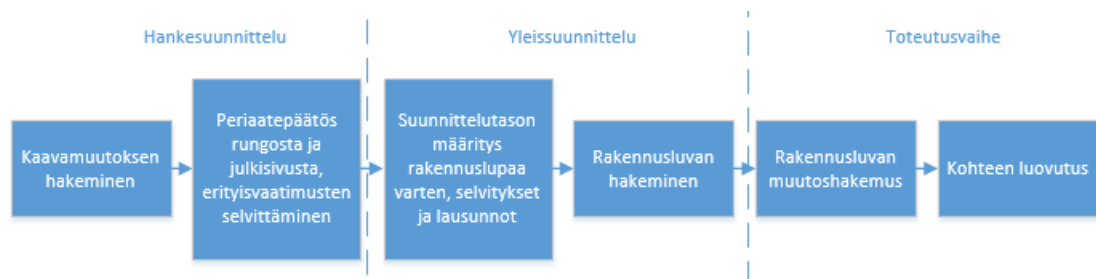 Hankesuunnittelu
Yleissuunnittelu
Toteutusvaihe
Kaavamuutoksen
hakeminen
Periaatepäätös
rungosta ja
julkisivusta,
erityisvaatimusten
selvittäminen
Suunnittelutason
määritys
rakennuslupaa
varten, selvitykset
ja lausunnot
Rakennusluvan
hakeminen
Rakennusluvan
muutoshakemus
Kohteen luovutus